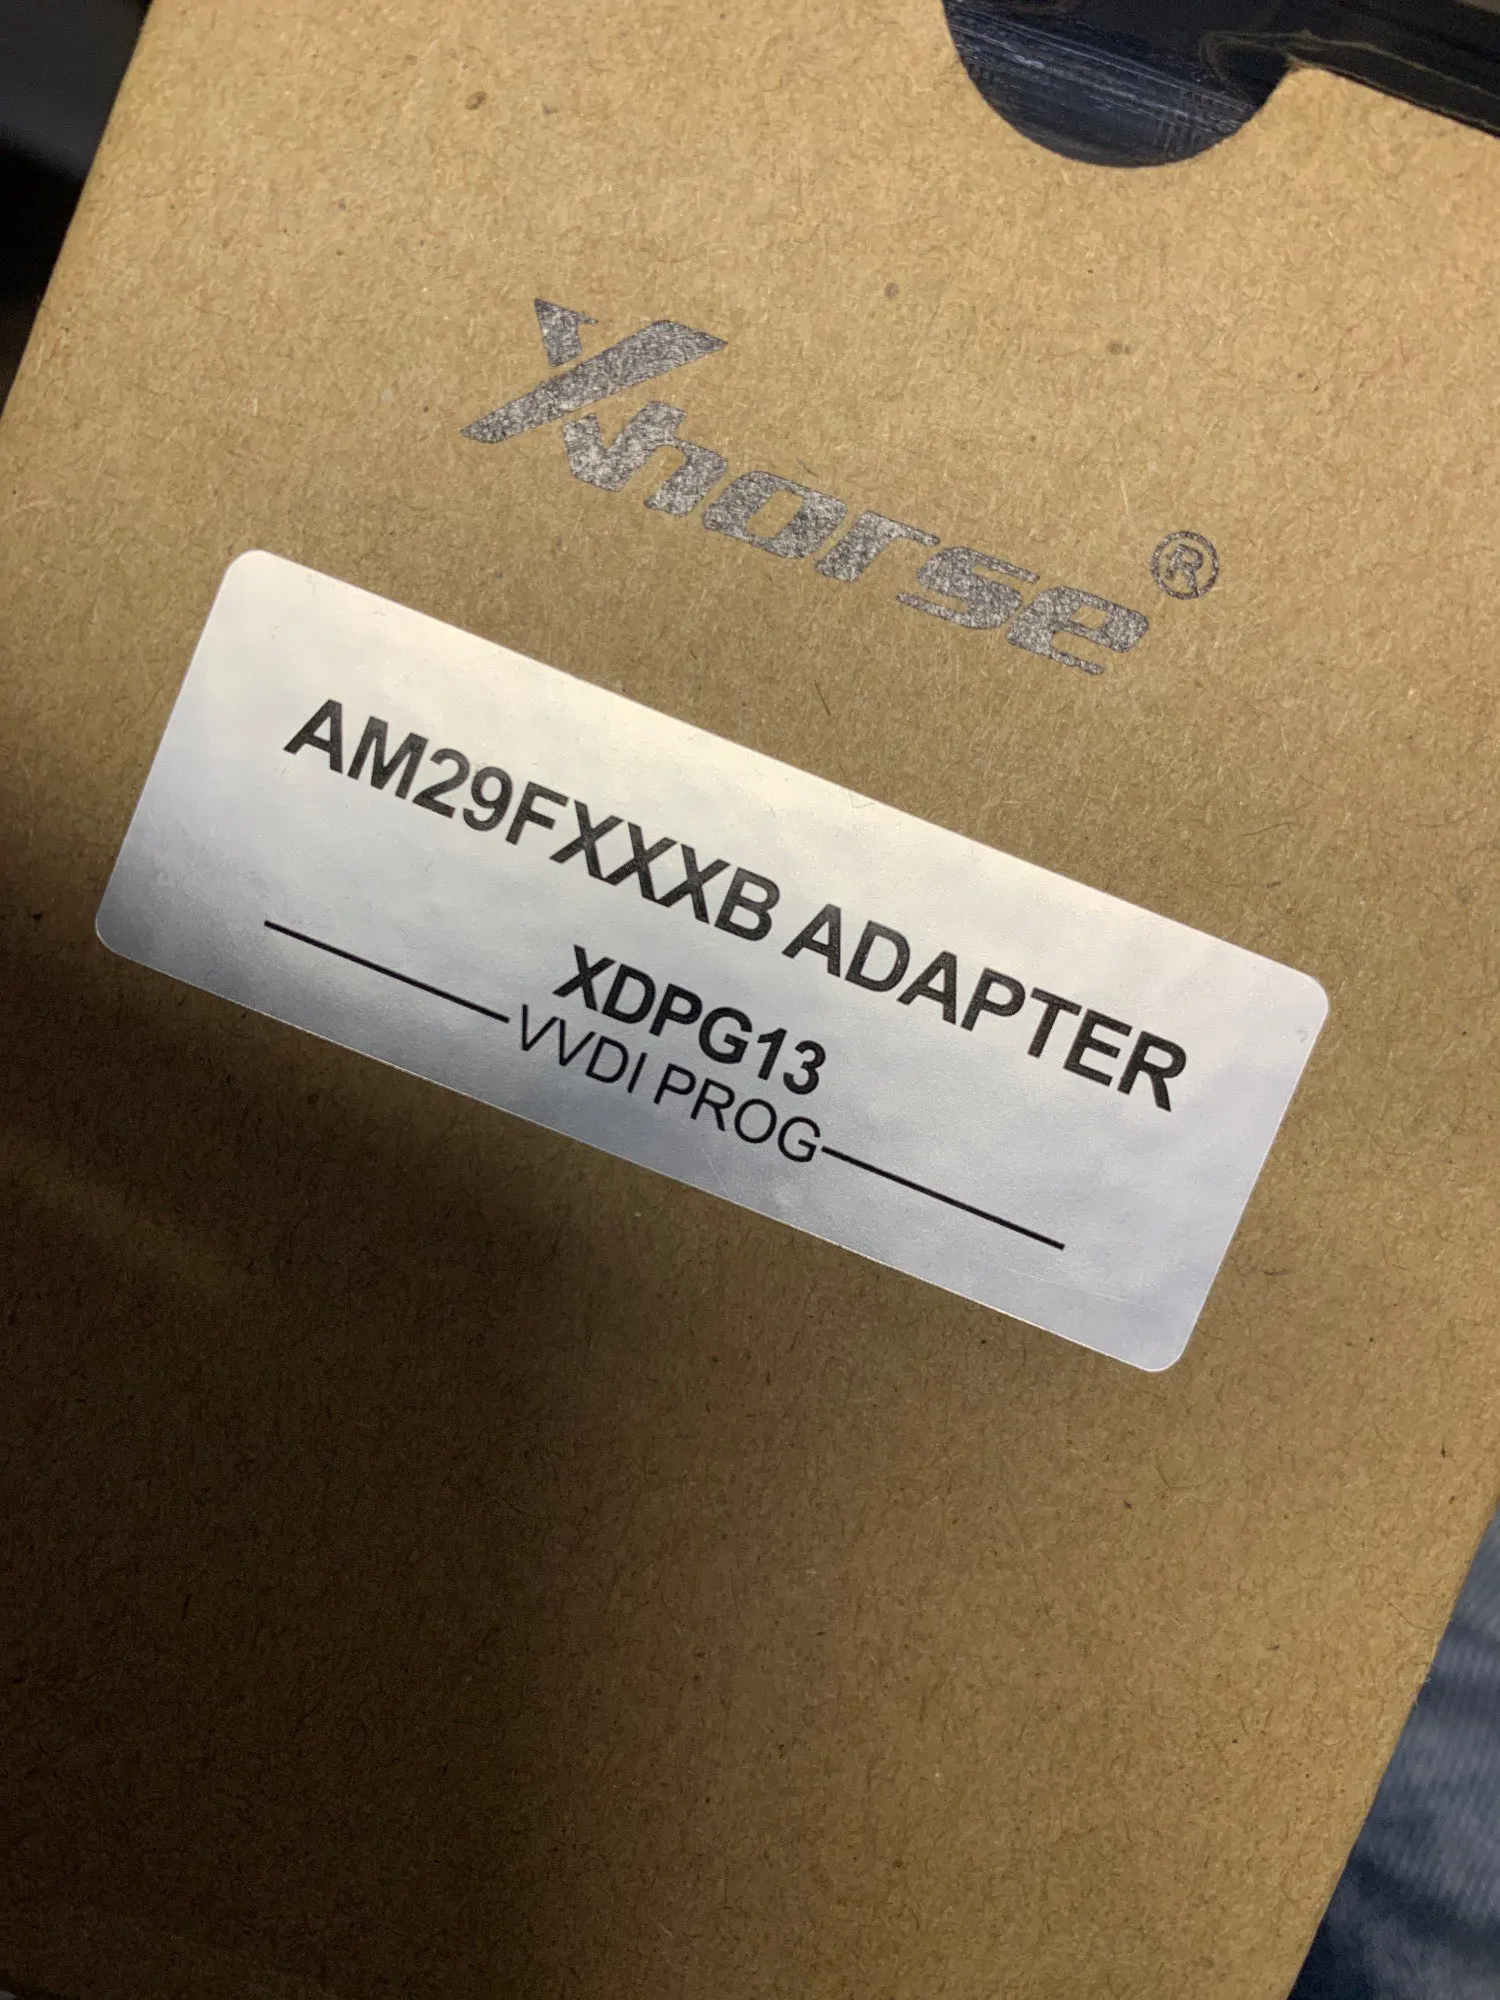 Xhorse®
AM29FXXXB ADAPTER
XDPG13
VVDI PROG